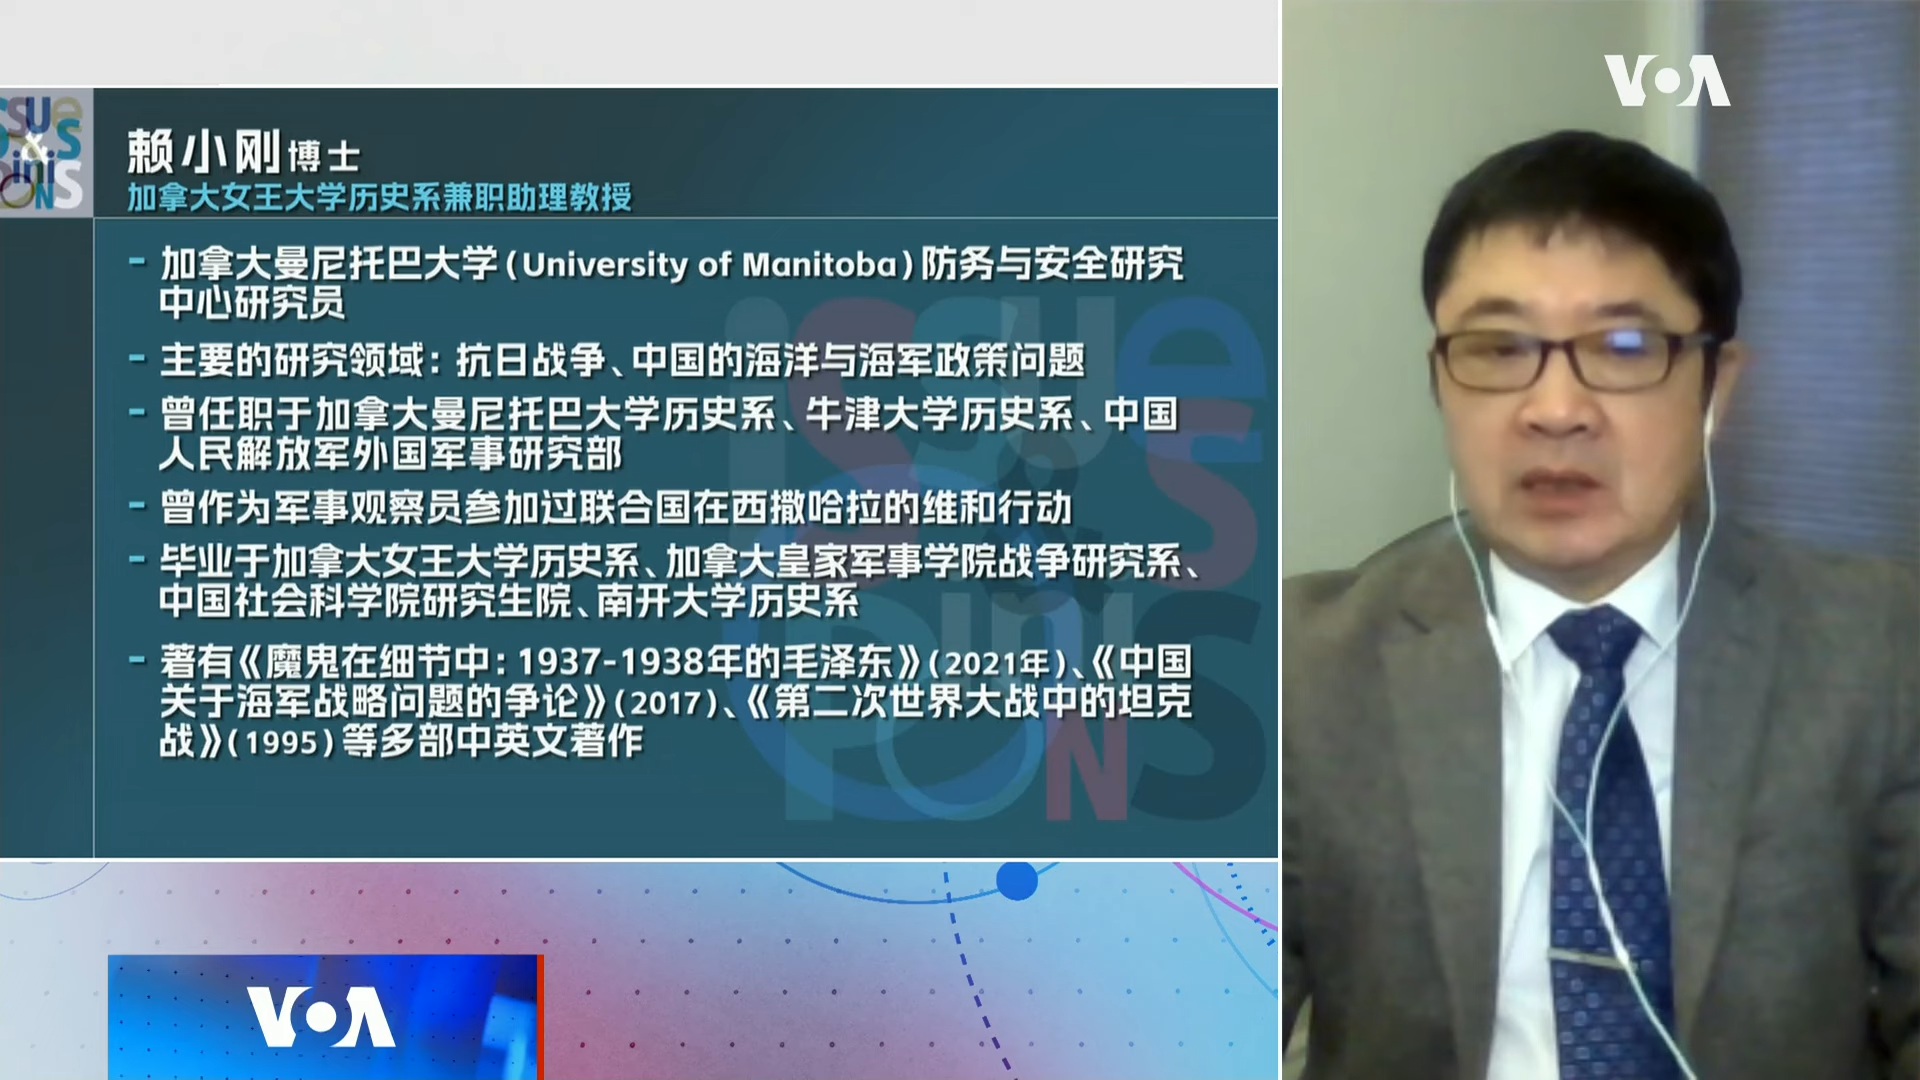 VOA
issue
&
OpiniONS
赖小刚博士
加拿大女王大学历史系兼职助理教授
- 加拿大曼尼托巴大学(University of Manitoba)防务与安全研究
中心研究员
- 主要的研究领域：抗日战争、中国的海洋与海军政策问题
- 曾任职于加拿大曼尼托巴大学历史系、牛津大学历史系、中国
人民解放军外国军事研究部
- 曾作为军事观察员参加过联合国在西撒哈拉的维和行动
- 毕业于加拿大女王大学历史系、加拿大皇家军事学院战争研究系、
中国社会科学院研究生院、南开大学历史系
- 著有《魔鬼在细节中：1937-1938年的毛泽东》(2021年)、《中国
关于海军战略问题的争论》(2017)、《第二次世界大战中的坦克
战》(1995)等多部中英文著作
VOA